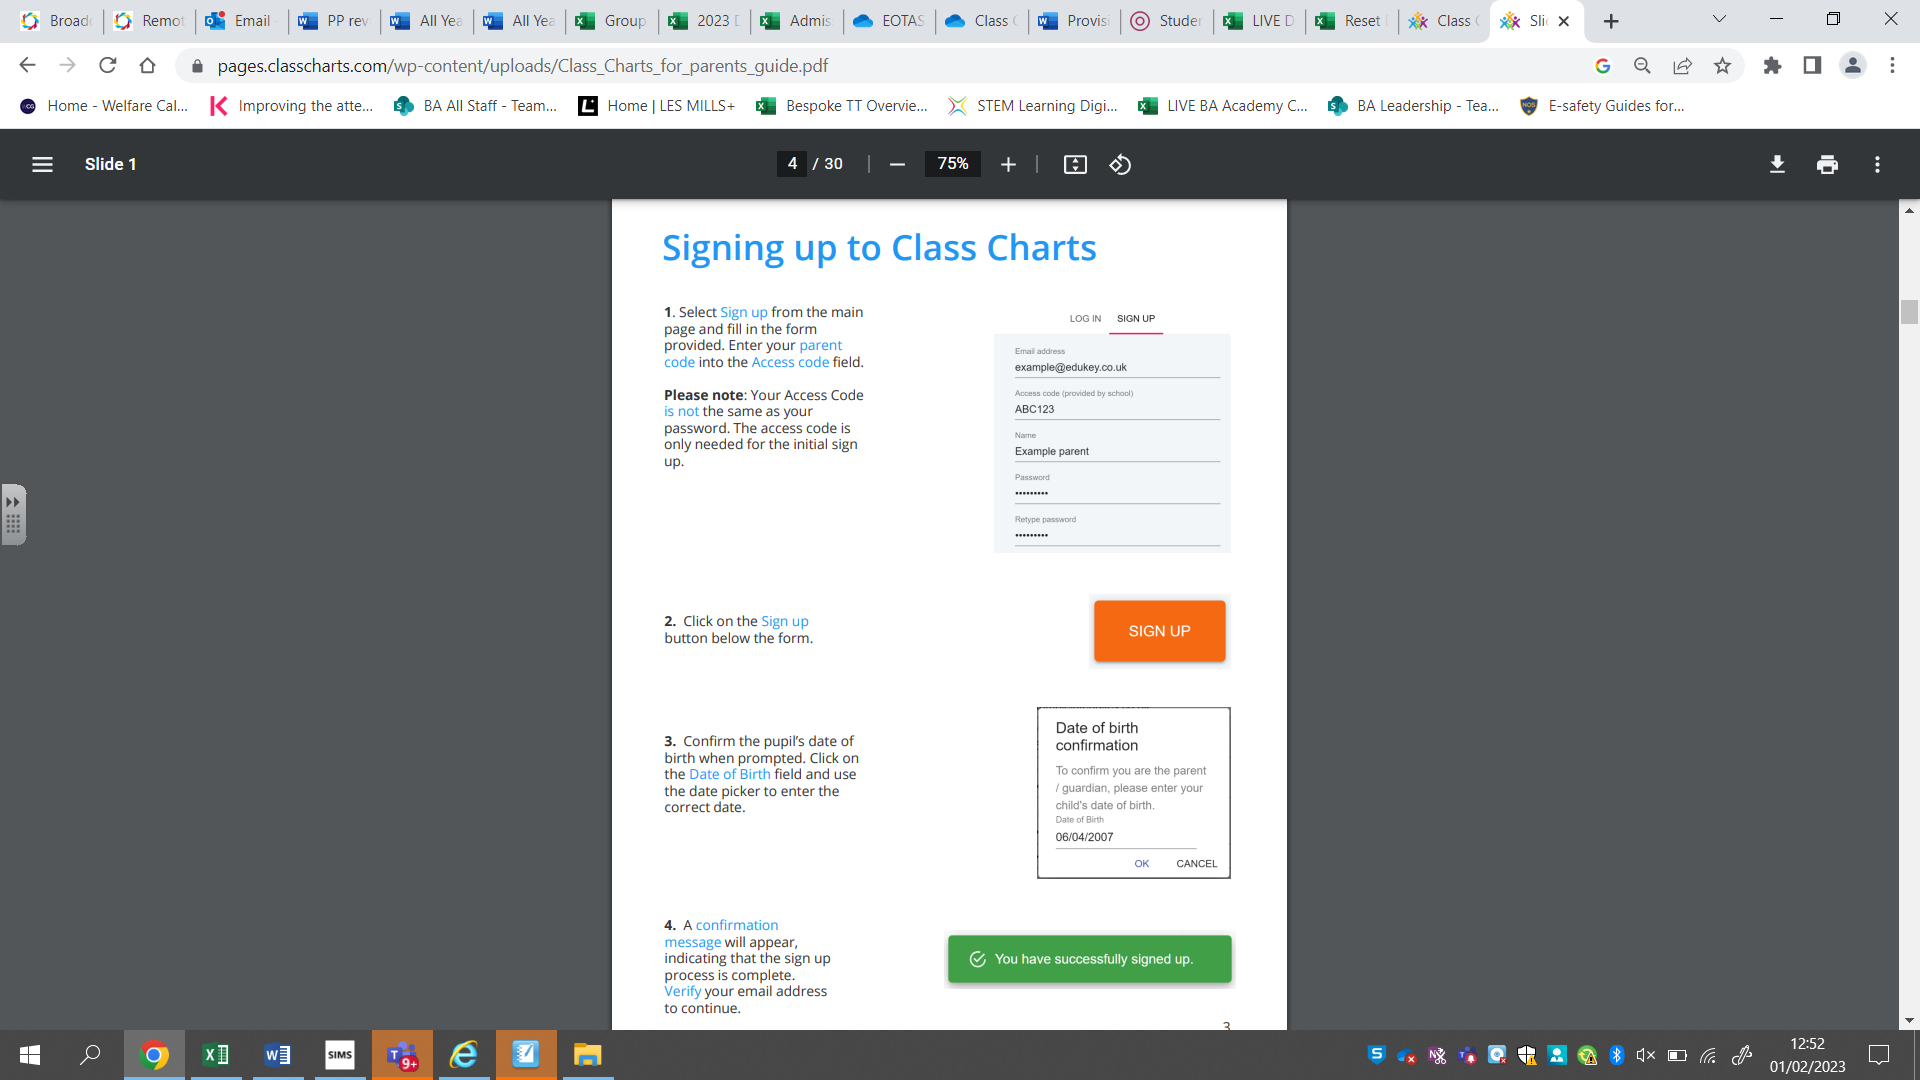 Broad
Remot
Email
PP rev
All Yea
All Yea
Group
2023
Admis
EOTAS
Class
Provisi
Studen
LIVE D
Reset
Class
Slic
pages.classcharts.com/wp-content/uploads/Class_Charts_for_parents_guide.pdf
Home - Welfare Cal...
Improving the atte...
BA All Staff - Team...
Home | LES MILLS+
Bespoke TT Overvie...
STEM Learning Digi...
LIVE BA Academy C...
BA Leadership - Tea...
E-safety Guides for...
Slide 1
4 / 30
75%
Signing up to Class Charts
1. Select Sign up from the main
page and fill in the form
provided. Enter your parent
code into the Access code field.
Please note: Your Access Code
is not the same as your
password. The access code is
only needed for the initial sign
up.
LOG IN SIGN UP
Email address
example@edukey.co.uk
Access code (provided by school)
ABC123
Name
Example parent
Password
•••••••••
Retype password
•••••••••
2. Click on the Sign up
button below the form.
SIGN UP
3. Confirm the pupil's date of
birth when prompted. Click on
the Date of Birth field and use
the date picker to enter the
correct date.
Date of birth
confirmation
To confirm you are the parent
/ guardian, please enter your
child's date of birth.
Date of Birth
06/04/2007
OK CANCEL
4. A confirmation
message will appear,
indicating that the sign up
process is complete.
Verify your email address
to continue.
You have successfully signed up.
3
SIMS
9+
12:52
01/02/2023